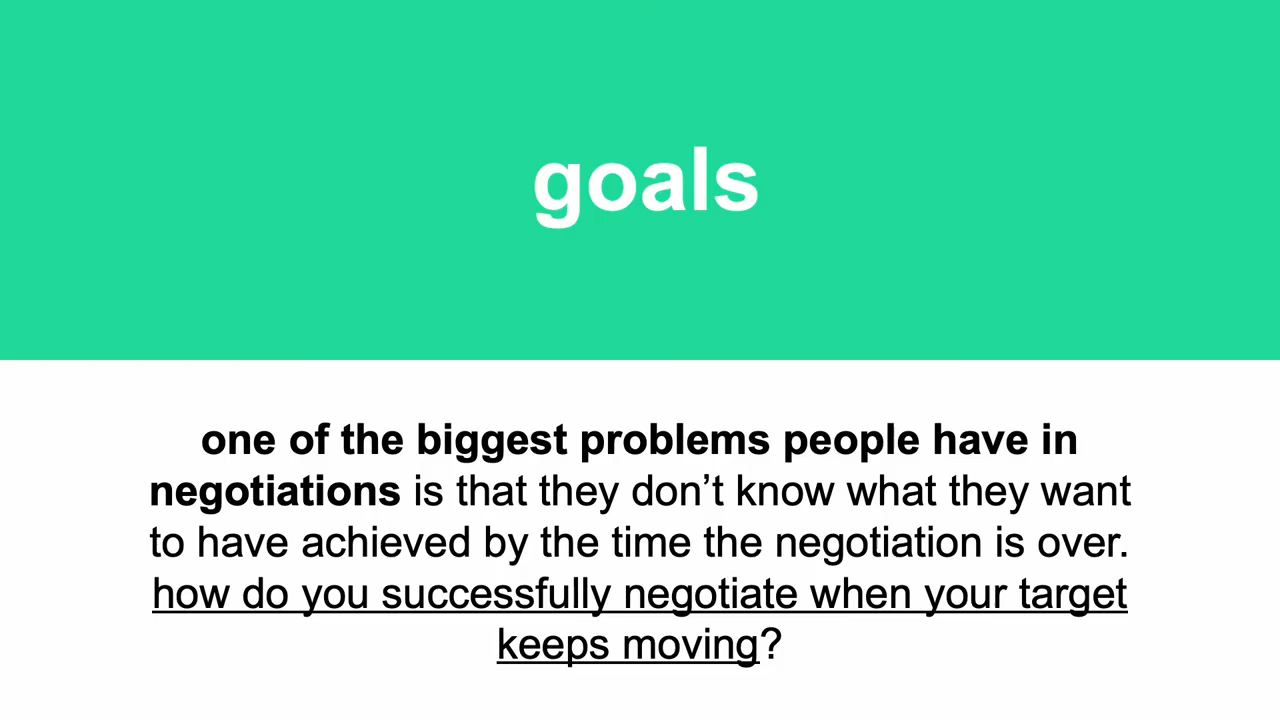 goals
one of the biggest problems people have in
negotiations is that they don’t know what they want
to have achieved by the time the negotiation is over.
how do you successfully negotiate when your target
keeps moving?